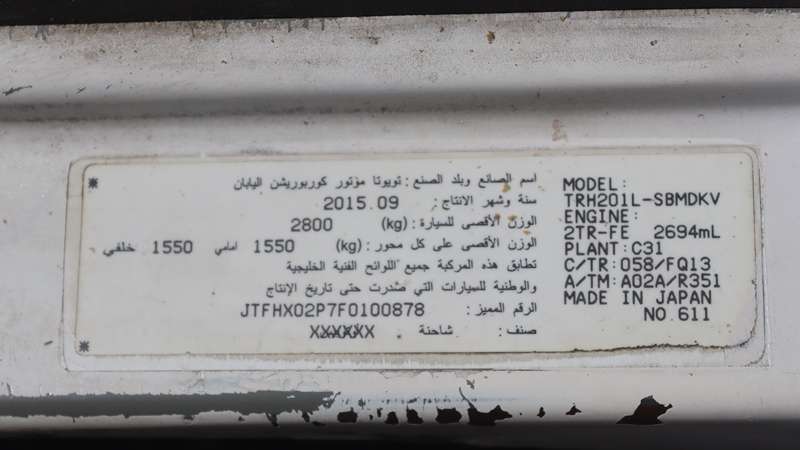 اسم الصانع وبلد الصنع : تويوتا مؤتور كوربوريشن اليابان
سنة وشهر الانتاج : 2015.09
الوزن الأقصى للسيارة : (kg) 2800
الوزن الأقصى على كل محور : (kg) 1550 امامي 1550 خلفي
تطابق هذه المركبة جميع اللوائح الفنية الخليجية
والوطنية للسيارات التي صدرت حتى تاريخ الإنتاج
الرقم المميز : JTFHX02P7F0100878
صنف : شاحنة XXXXXX
MODEL:
TRH201L-SBMDKV
ENGINE:
2TR-FE 2694mL
PLANT:C31
C/TR:058/FQ13
A/TM:A02A/R351
MADE IN JAPAN
NO.611